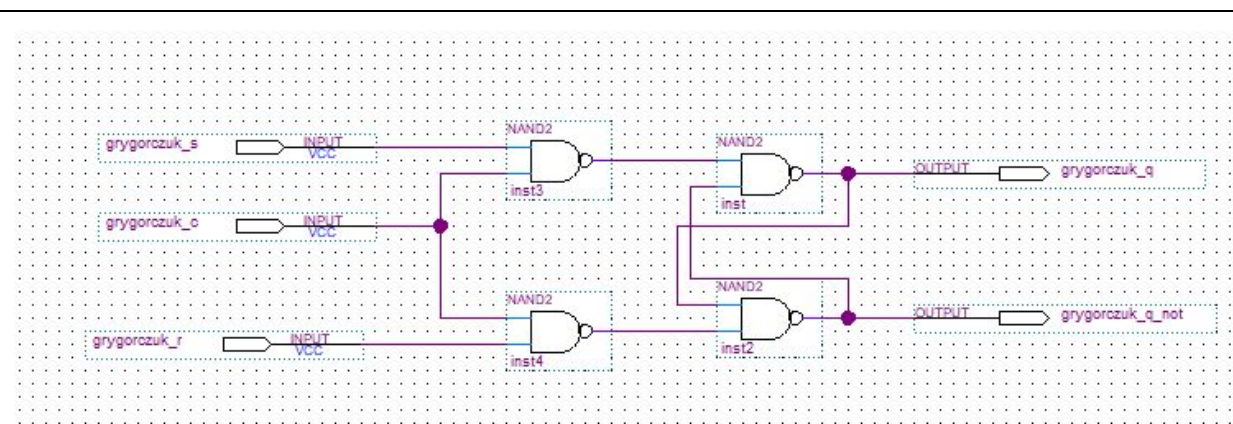 NAND2
NAND2
grygorczuk_s
INPUT
VCC
OUTPUT
grygorczuk_q
inst3
inst
grygorczuk_c
INPUT
VCC
NAND2
NAND2
OUTPUT
grygorczuk_q_not
grygorczuk_r
INPUT
VCC
inst4
inst2